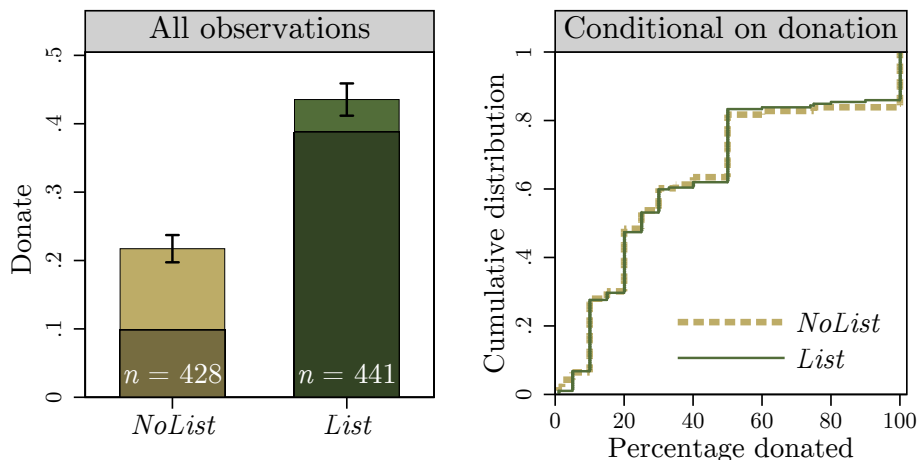 All observations
Donate
0
.1
.2
.3
.4
.5
n = 428
n = 441
NoList
List
Conditional on donation
Cumulative distribution
0
.2
.4
.6
.8
1
NoList
List
0 20 40 60 80 100
Percentage donated